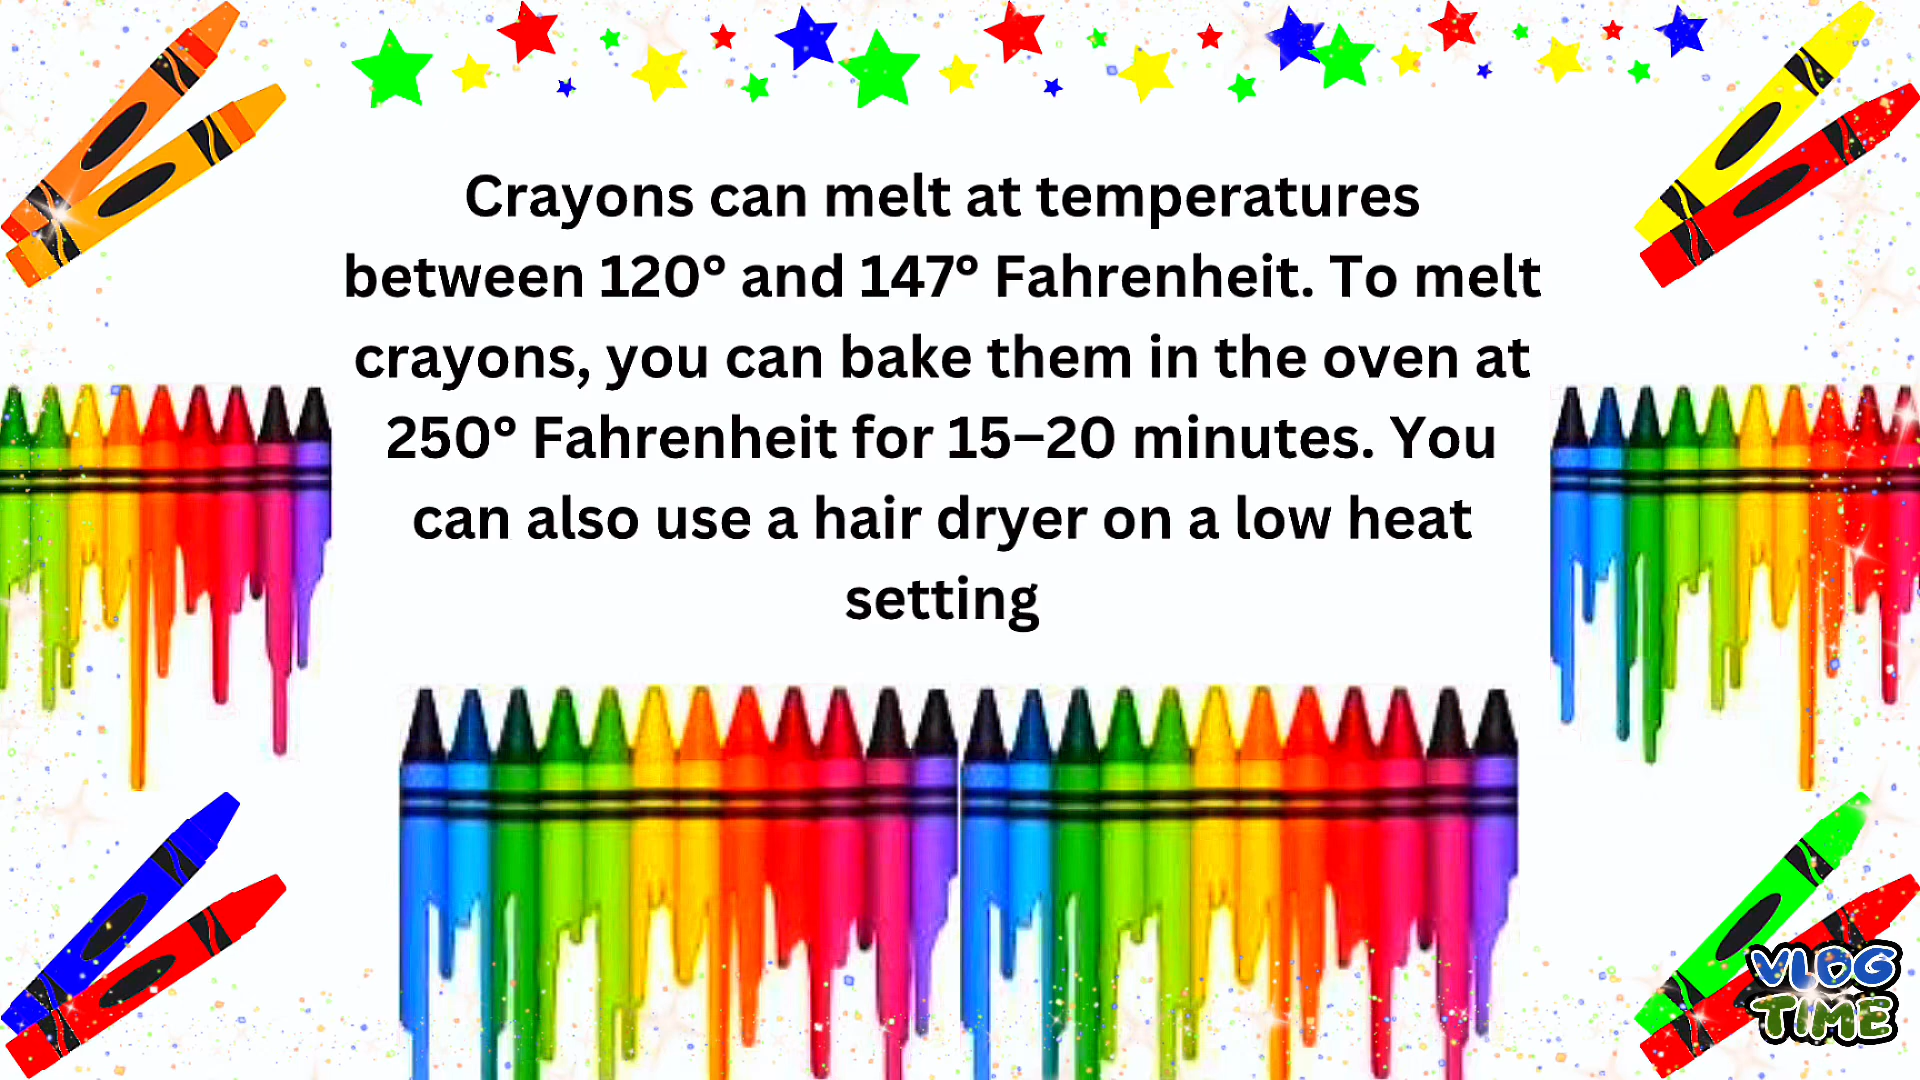 Crayons can melt at temperatures
between 120° and 147° Fahrenheit. To melt
crayons, you can bake them in the oven at
250° Fahrenheit for 15–20 minutes. You
can also use a hair dryer on a low heat
setting
VLOG
TIME